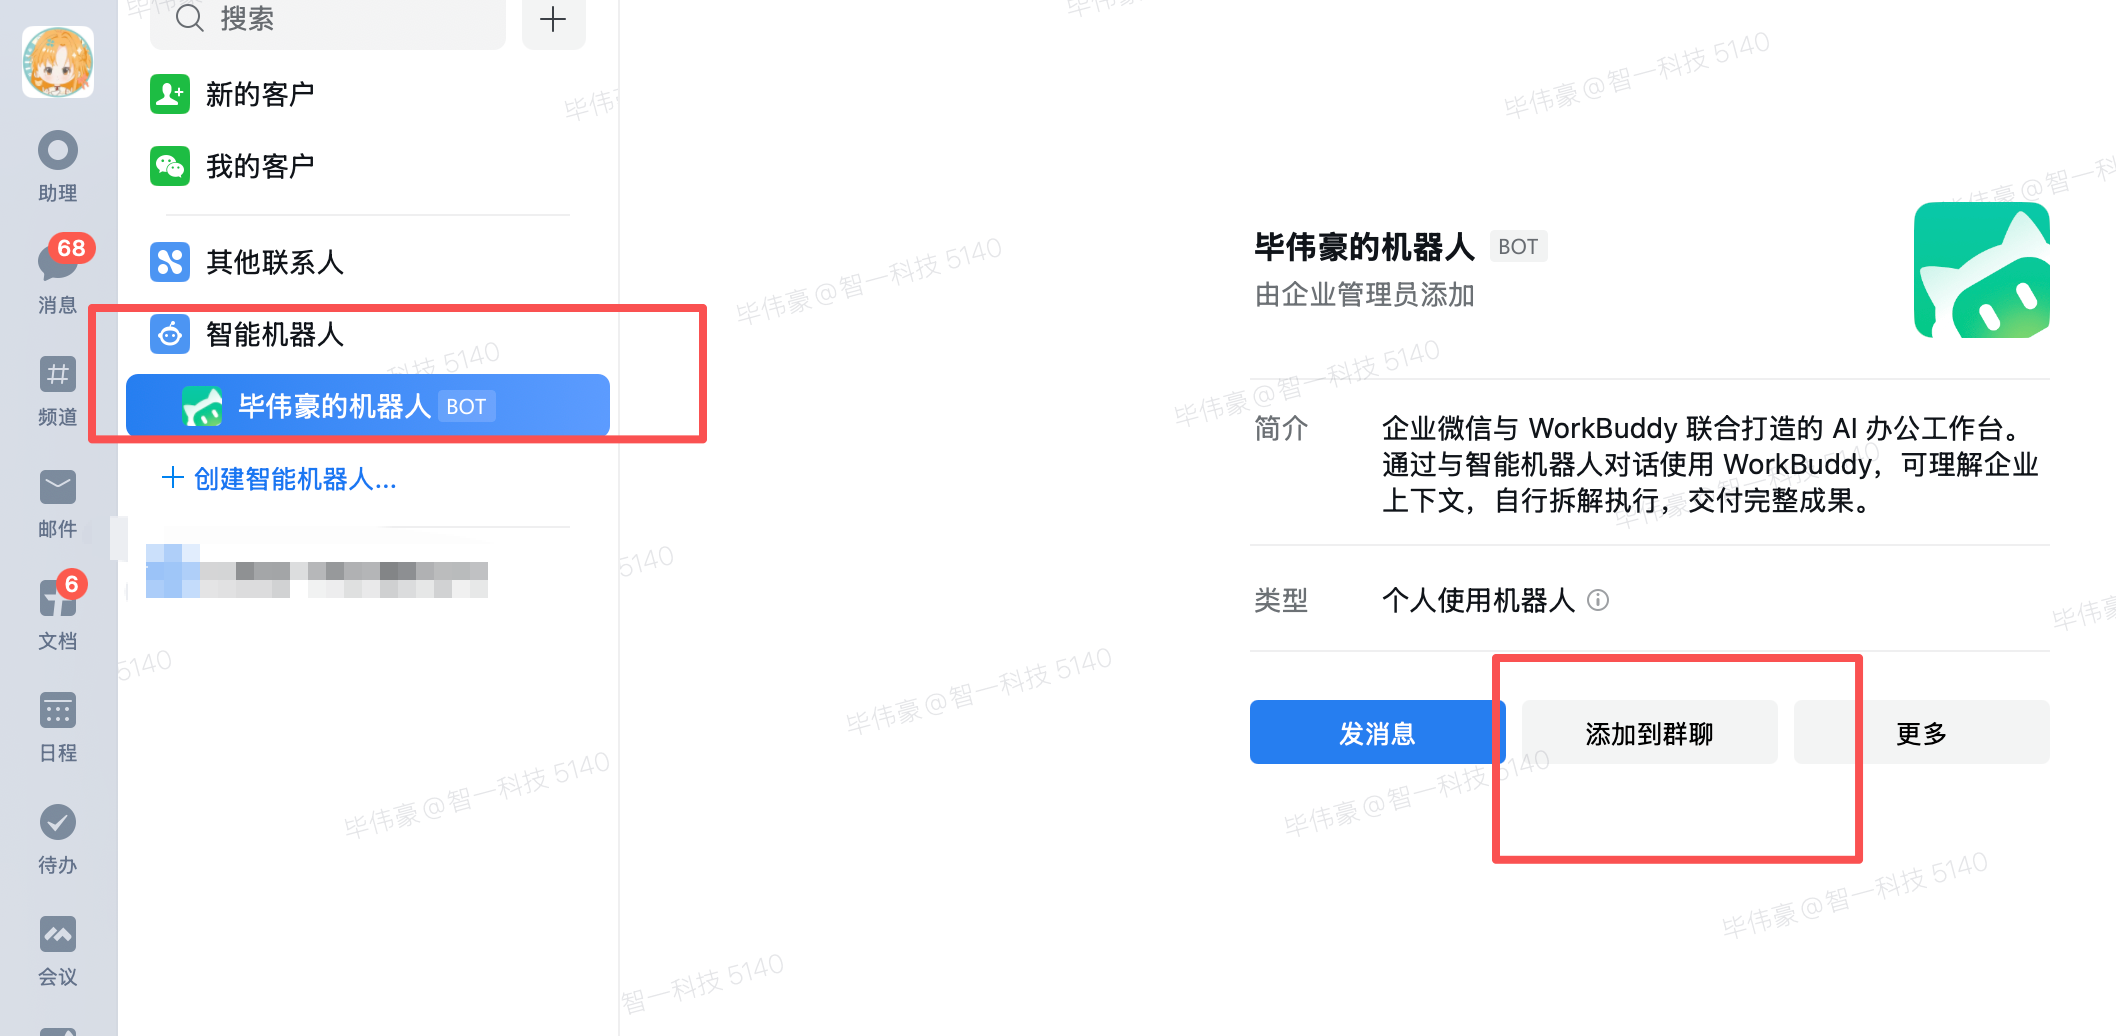 搜索
新的客户
我的客户
其他联系人
智能机器人
毕伟豪的机器人 BOT
创建智能机器人...
助理
68
消息
频道
邮件
6
文档
日程
待办
会议
毕伟豪的机器人 BOT
由企业管理员添加
简介
企业微信与 WorkBuddy 联合打造的 AI 办公工作台。
通过与智能机器人对话使用 WorkBuddy，可理解企业
上下文，自行拆解执行，交付完整成果。
类型
个人使用机器人
发消息
添加到群聊
更多
毕伟豪@智一科技 5140